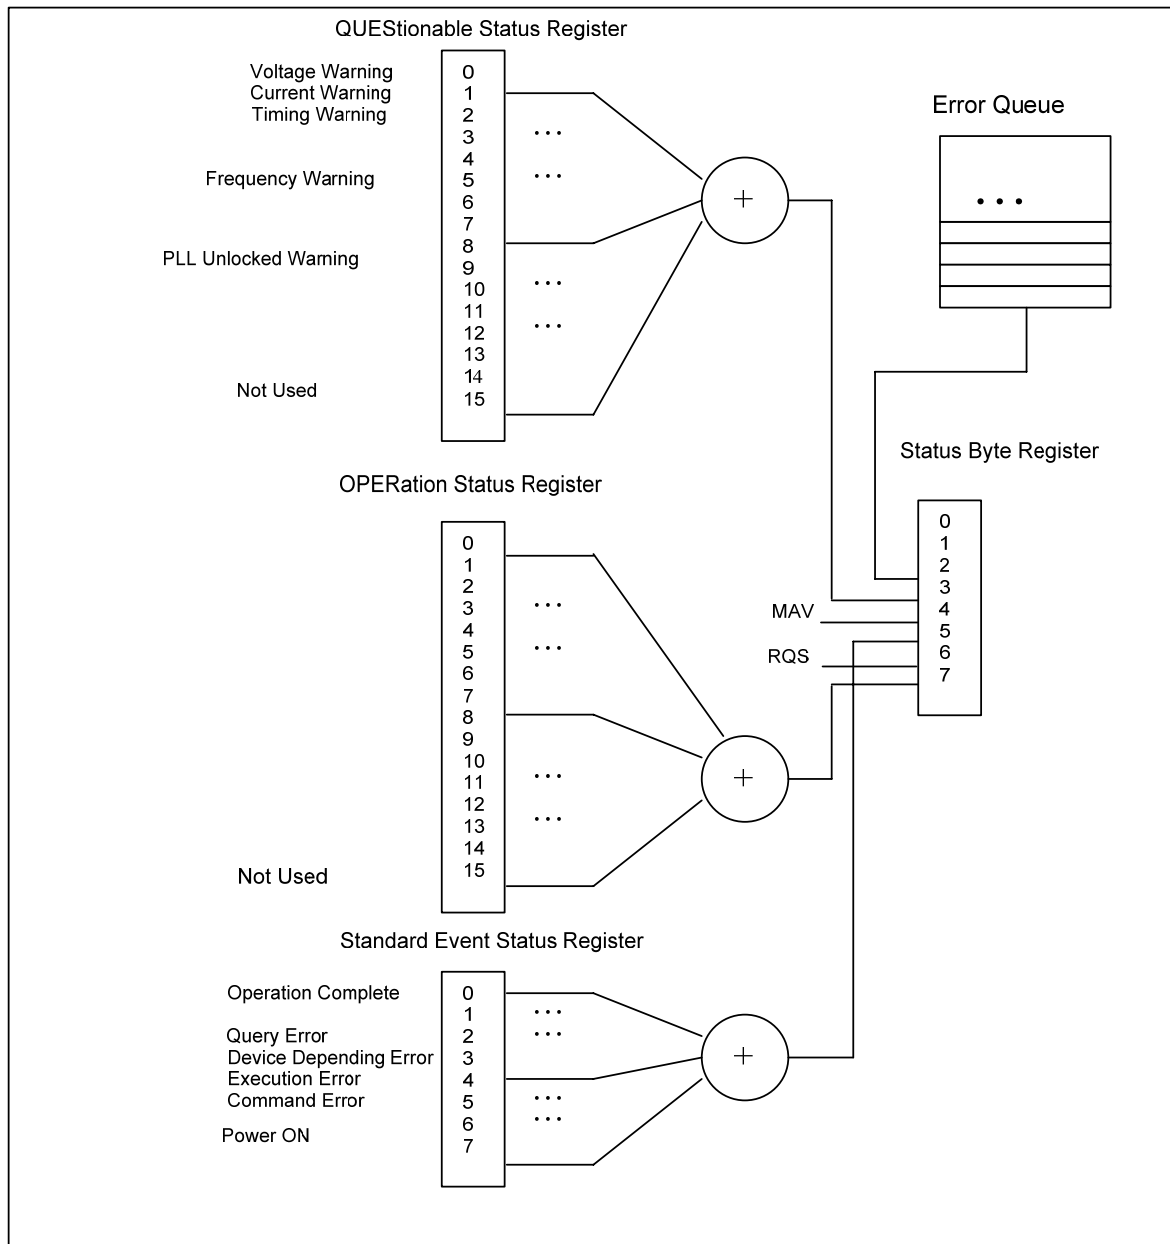 QUEStionable Status Register
Voltage Warning 0
Current Warning 1
Timing Warning 2
3
4
Frequency Warning 5
6
7
PLL Unlocked Warning 8
9
10
11
12
13
14
Not Used 15
...
...
...
...
+
Error Queue
...
Status Byte Register
0
1
2
3
4
5
6
7
MAV
RQS
OPERation Status Register
0
1
2
3
4
5
6
7
8
9
10
11
12
13
14
Not Used 15
...
...
...
...
+
Standard Event Status Register
Operation Complete 0
1
Query Error 2
Device Depending Error 3
Execution Error 4
Command Error 5
6
Power ON 7
...
...
...
...
+